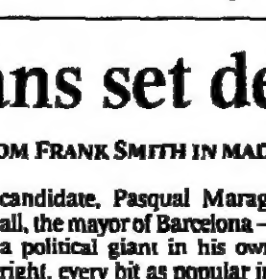 ans set de
OM FRANK SMITH IN MAD
candidate, Pasqual Marag
all, the mayor of Barcelona –
a political giant in his own
right, every bit as popular in